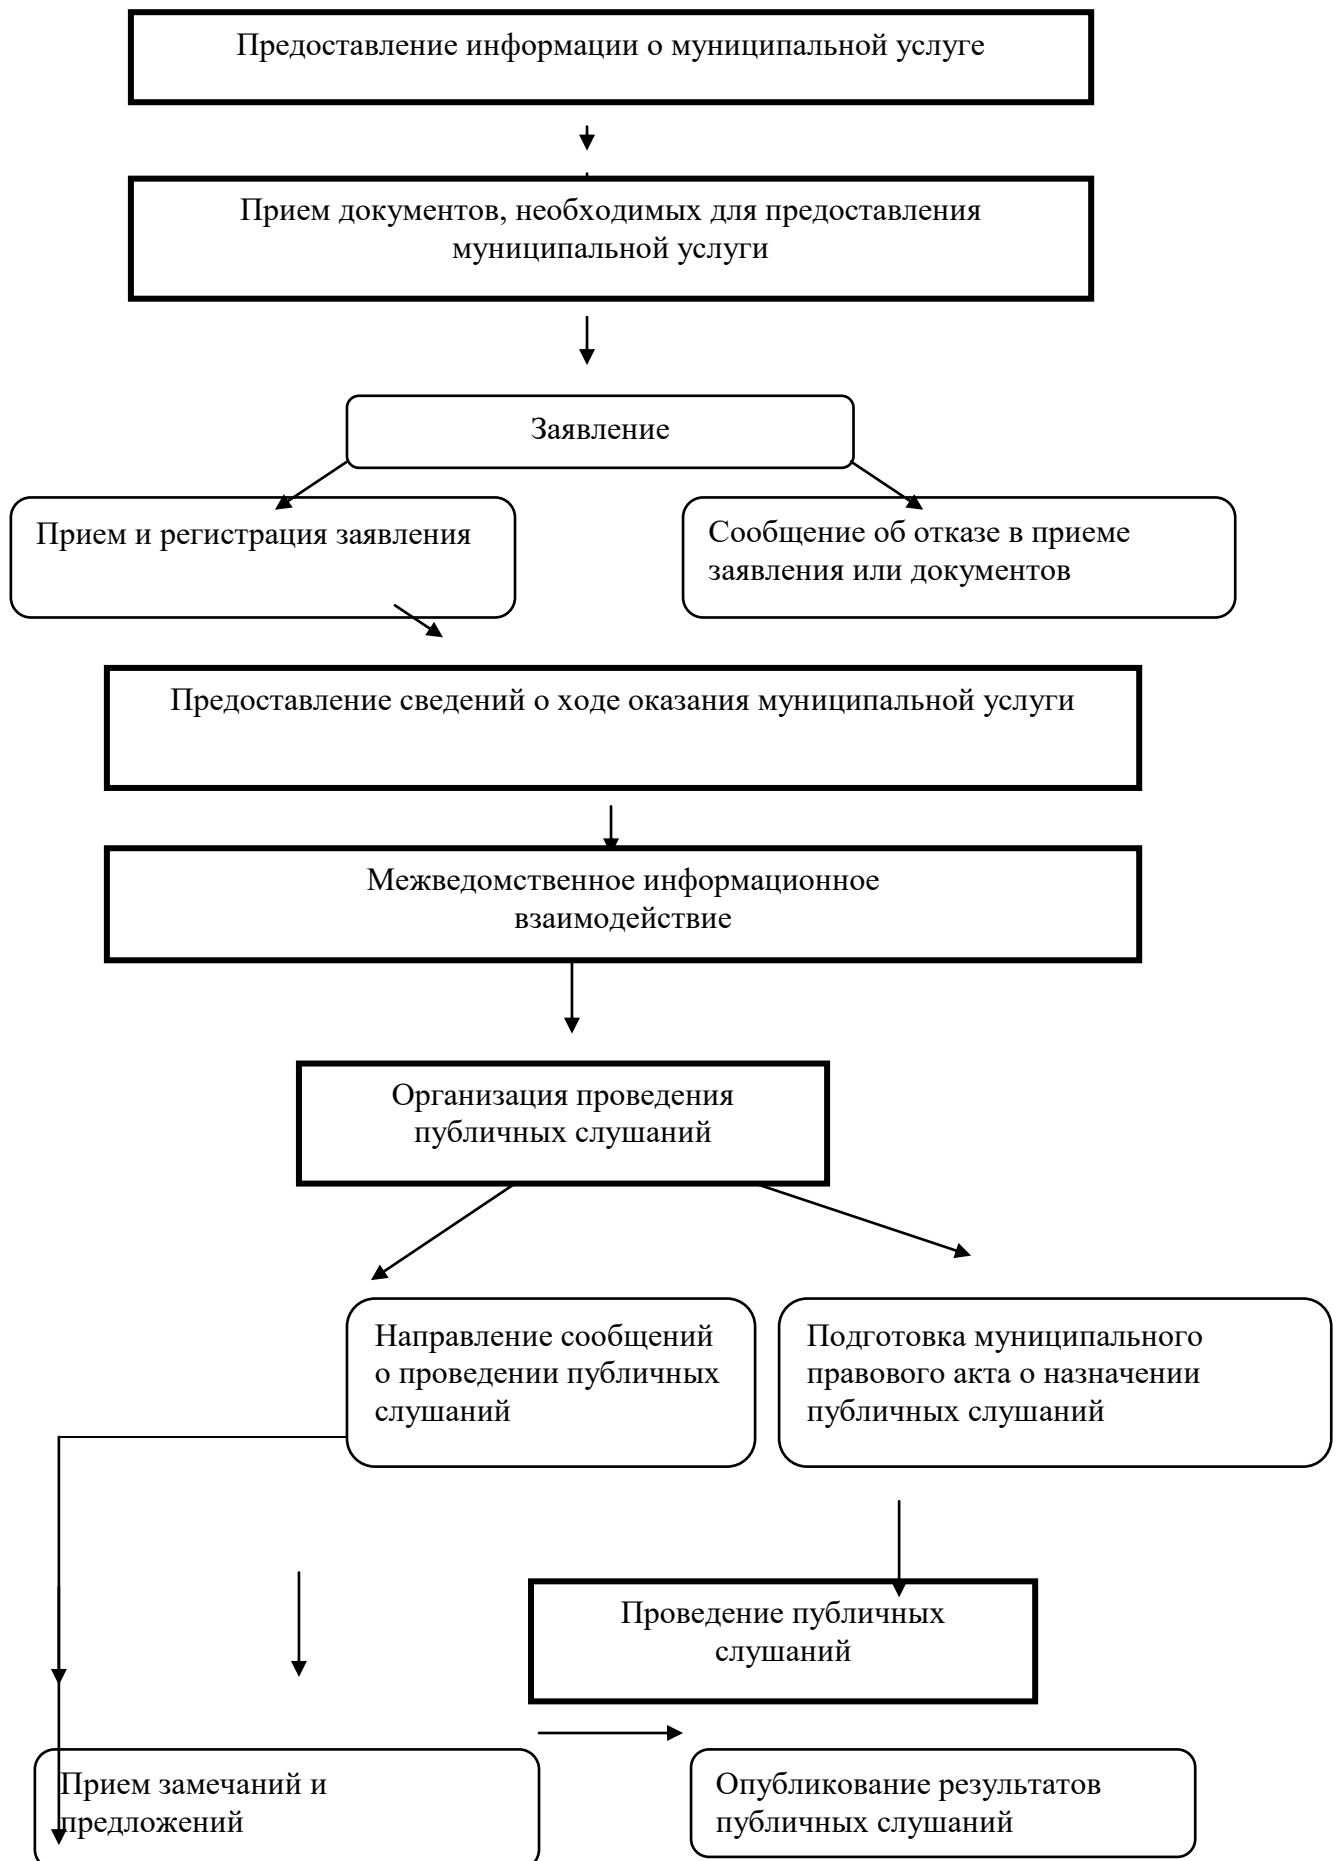 Предоставление информации о муниципальной услуге
Прием документов, необходимых для предоставления
муниципальной услуги
Заявление
Прием и регистрация заявления
Сообщение об отказе в приеме
заявления или документов
Предоставление сведений о ходе оказания муниципальной услуги
Межведомственное информационное
взаимодействие
Организация проведения
публичных слушаний
Направление сообщений
о проведении публичных
слушаний
Подготовка муниципального
правового акта о назначении
публичных слушаний
Проведение публичных
слушаний
Прием замечаний и
предложений
Опубликование результатов
публичных слушаний